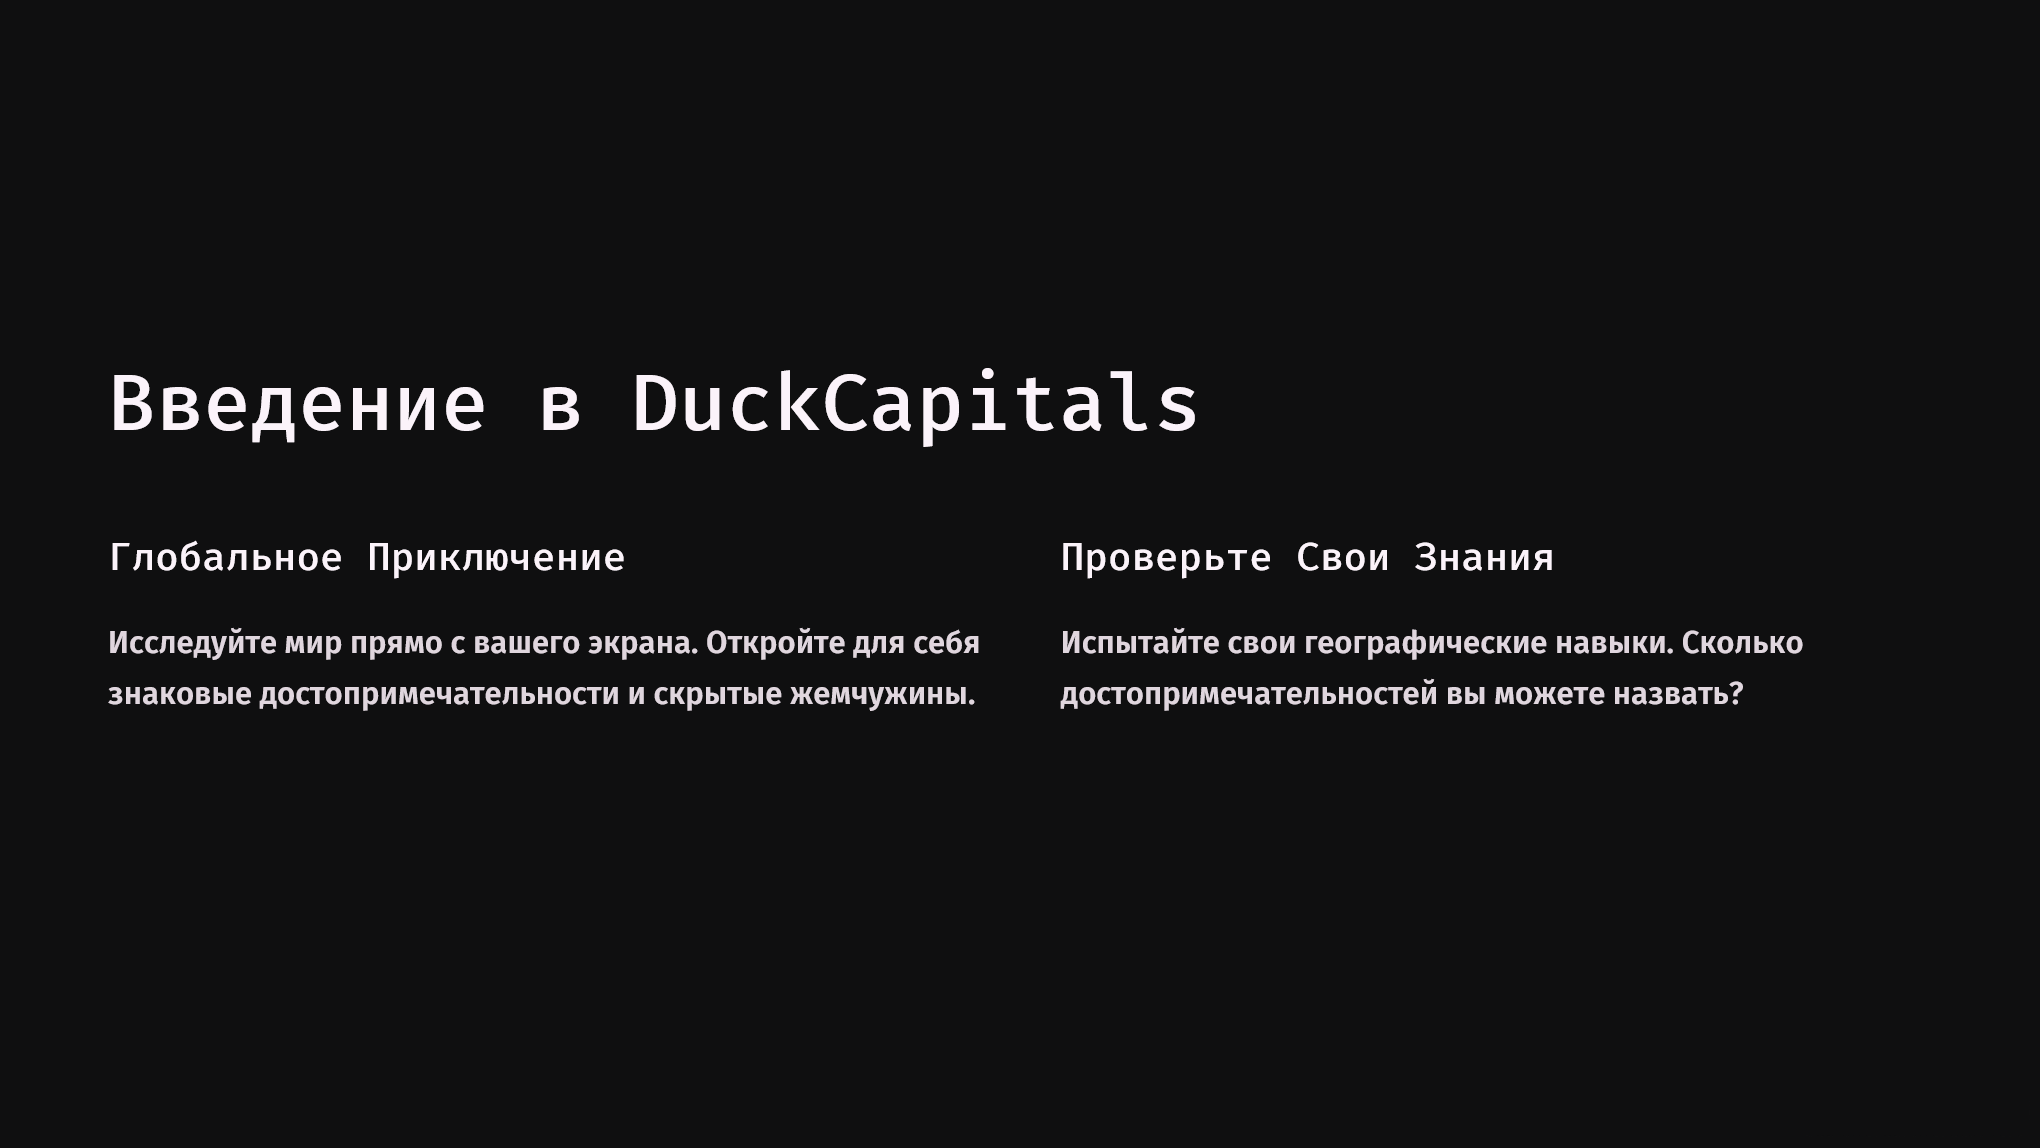 Введение в DuckCapitals
Глобальное Приключение
Исследуйте мир прямо с вашего экрана. Откройте для себя
знаковые достопримечательности и скрытые жемчужины.
Проверьте Свои Знания
Испытайте свои географические навыки. Сколько
достопримечательностей вы можете назвать?